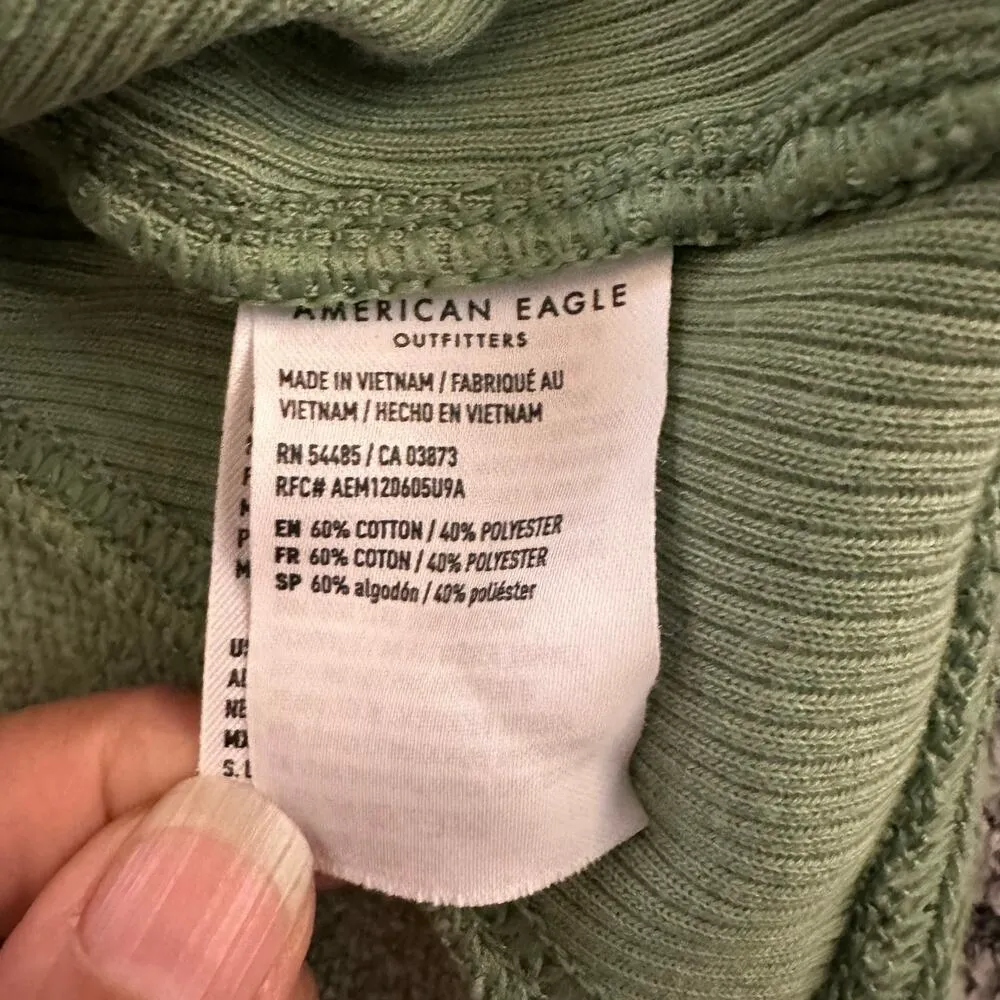 AMERICAN EAGLE
OUTFITTERS
MADE IN VIETNAM / FABRIQUÉ AU
VIETNAM / HECHO EN VIETNAM
RN 54485 / CA 03873
RFC# AEM120605U9A
EN 60% COTTON / 40% POLYESTER
FR 60% COTON / 40% POLYESTER
SP 60% algodón / 40% poliéster